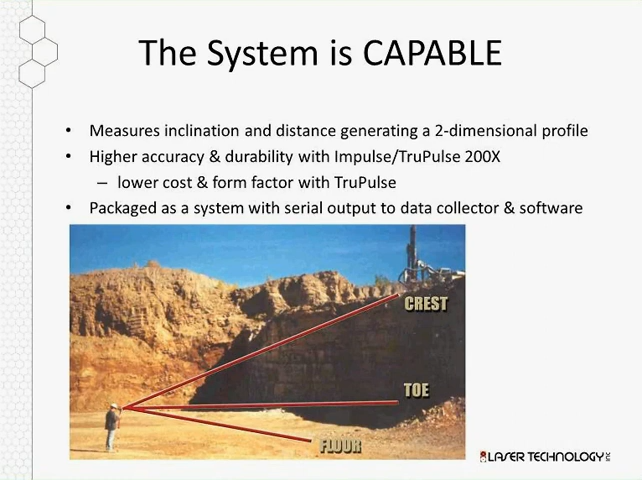 The System is CAPABLE
• Measures inclination and distance generating a 2-dimensional profile
• Higher accuracy & durability with Impulse/TruPulse 200X
– lower cost & form factor with TruPulse
• Packaged as a system with serial output to data collector & software
CREST
TOE
FLOOR
LASER TECHNOLOGY INC